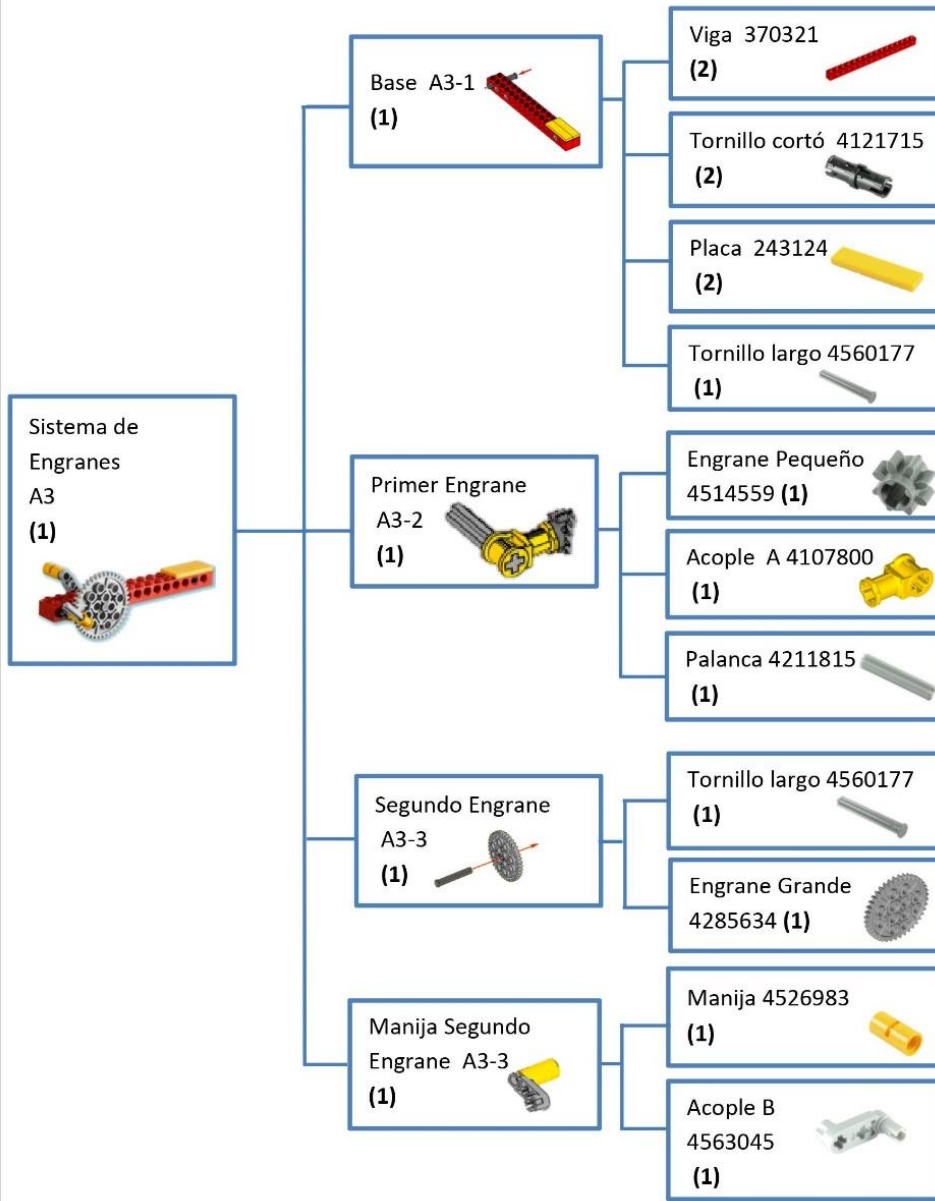 Sistema de
Engranes
A3
(1)
Base A3-1
(1)
Viga 370321
(2)
Tornillo cortó 4121715
(2)
Placa 243124
(2)
Tornillo largo 4560177
(1)
Primer Engrane
A3-2
(1)
Engrane Pequeño
4514559 (1)
Acople A 4107800
(1)
Palanca 4211815
(1)
Segundo Engrane
A3-3
(1)
Tornillo largo 4560177
(1)
Engrane Grande
4285634 (1)
Manija Segundo
Engrane A3-3
(1)
Manija 4526983
(1)
Acople B
4563045
(1)